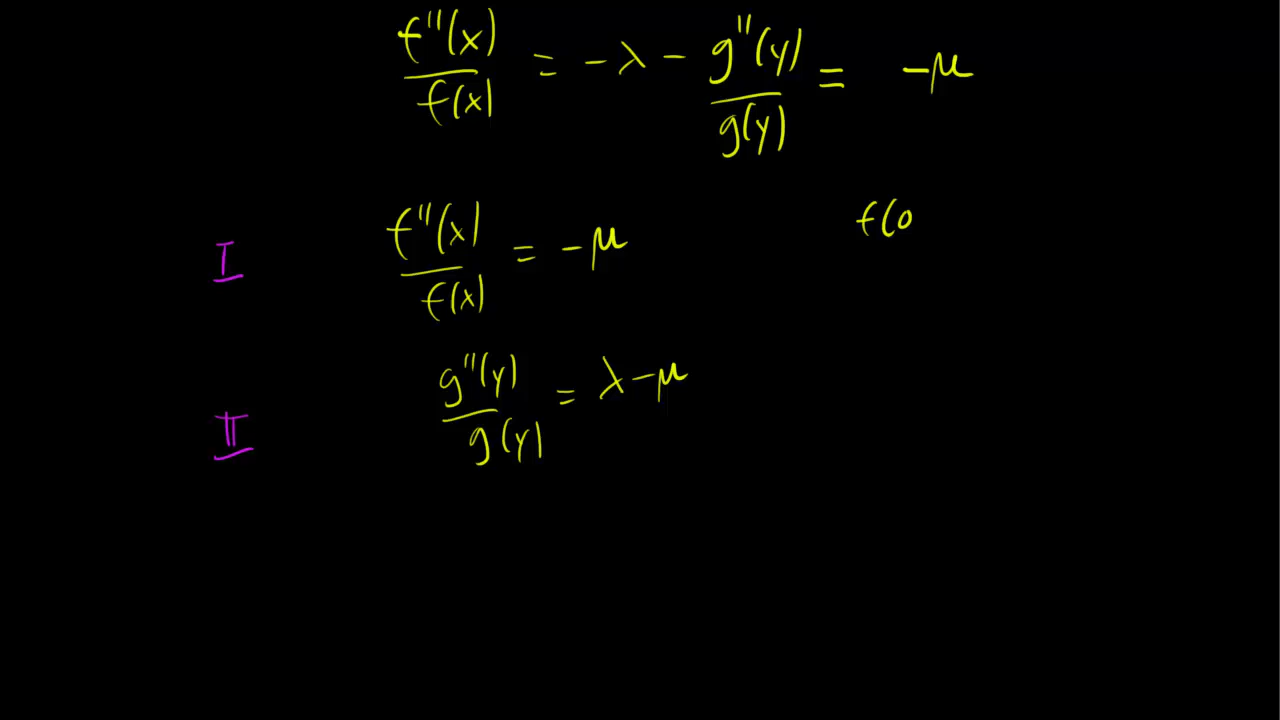 f''(x)/f(x) = -λ - g''(y)/g(y) = -μ
I f''(x)/f(x) = -μ f(0
II g''(y)/g(y) = λ-μ